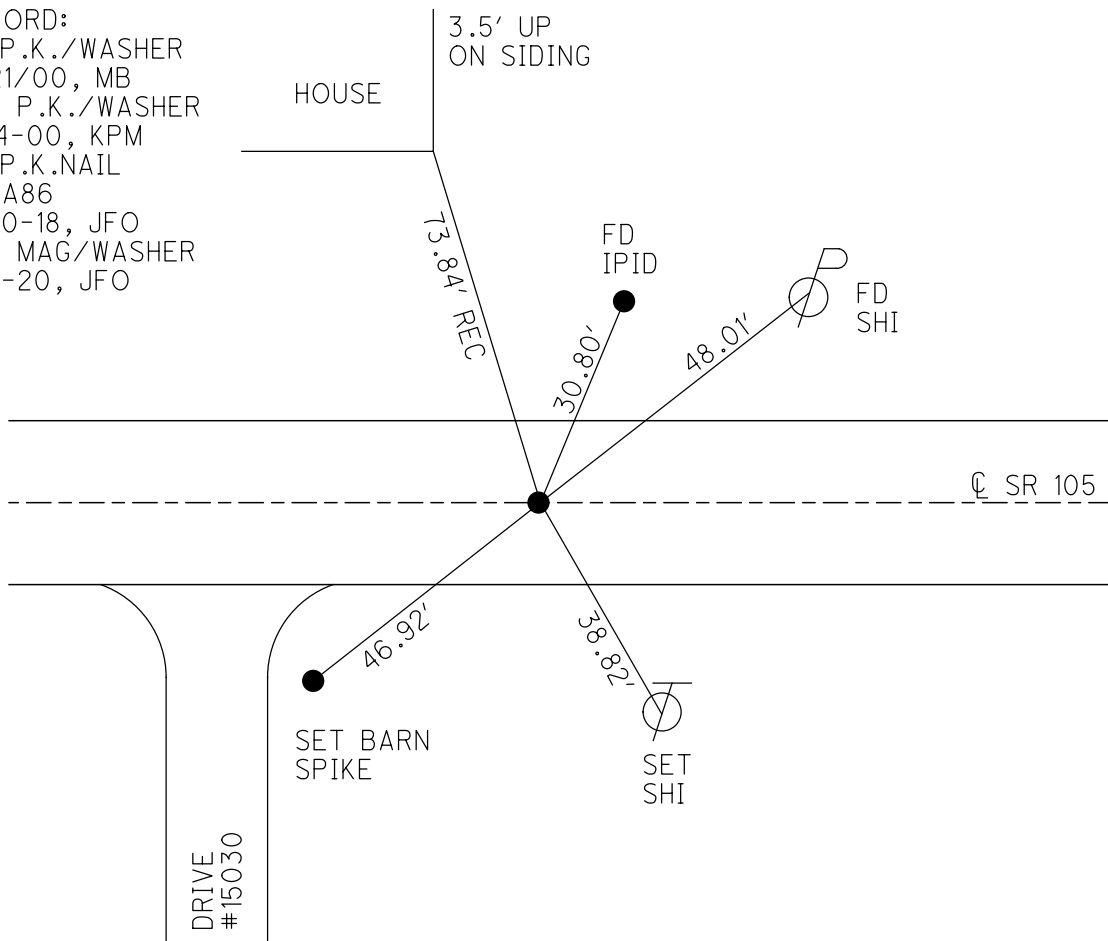 ORD:
P.K./WASHER
21/00, MB
P.K./WASHER
4-00, KPM
P.K.NAIL
A86
0-18, JFO
MAG/WASHER
-20, JFO
3.5' UP
ON SIDING
HOUSE
73.84' REC
FD
IPID
30.80'
48.01'
P
FD
SHI
℄ SR 105
46.92'
38.82'
T
SET BARN
SPIKE
SET
SHI
DRIVE
#15030